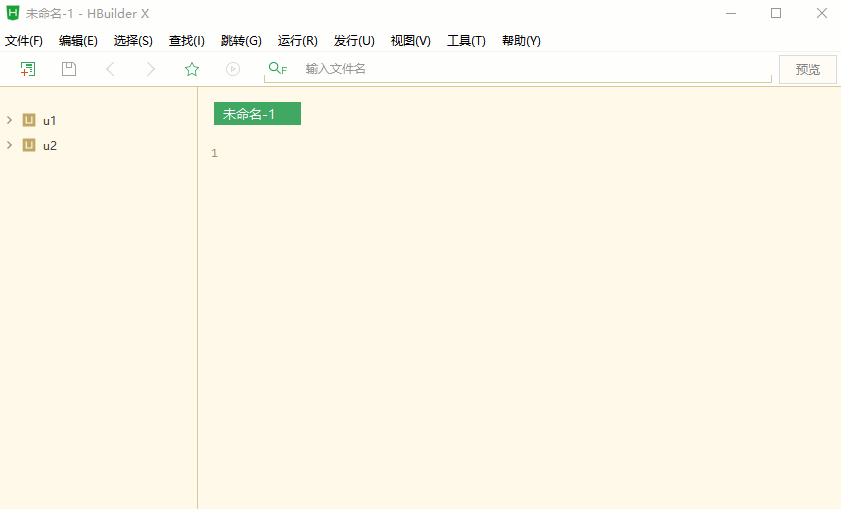 未命名-1 - HBuilder X
文件(F) 编辑(E) 选择(S) 查找(I) 跳转(G) 运行(R) 发行(U) 视图(V) 工具(T) 帮助(Y)
F 输入文件名 预览
U u1
U u2
未命名-1
1